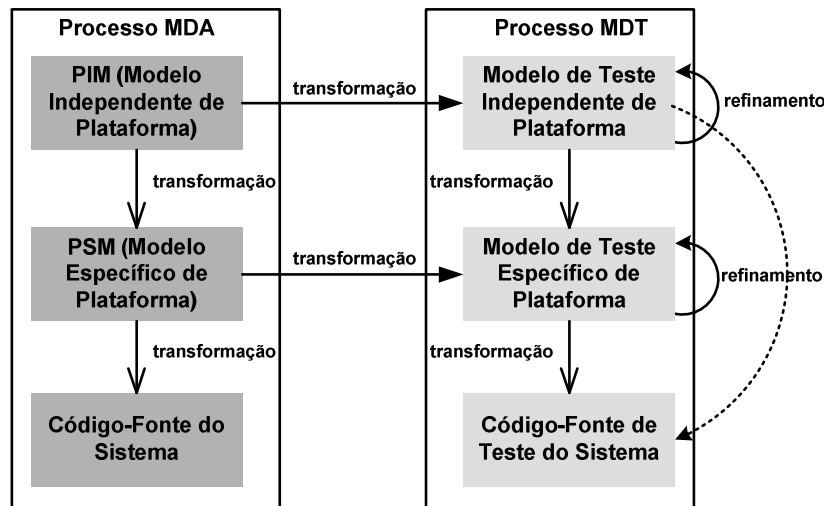 Processo MDA
PIM (Modelo
Independente de
Plataforma)
transformação
PSM (Modelo
Específico de
Plataforma)
transformação
Código-Fonte do
Sistema
transformação
transformação
Processo MDT
Modelo de Teste
Independente de
Plataforma
refinamento
transformação
Modelo de Teste
Específico de
Plataforma
refinamento
transformação
Código-Fonte de
Teste do Sistema